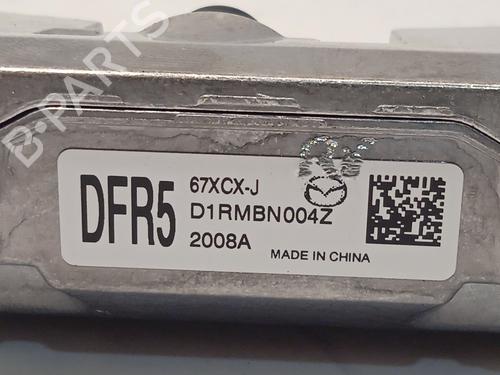 B-PARTS
DFR5
67XCX-J
D1RMBN004Z
2008A
MADE IN CHINA